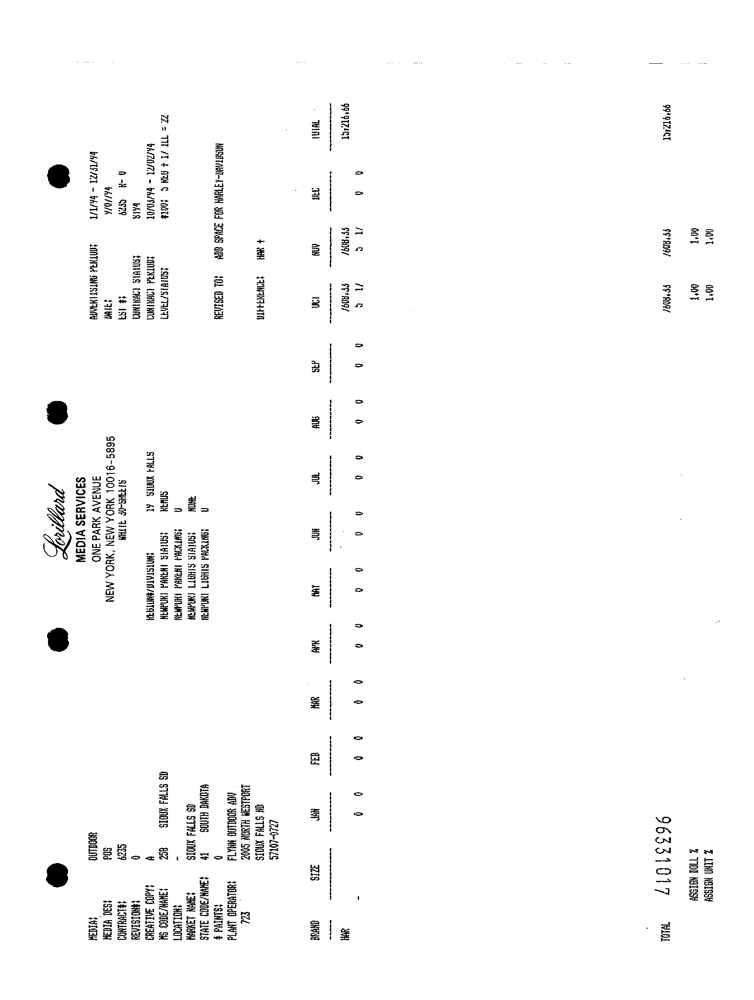 Lorillard
MEDIA SERVICES
ONE PARK AVENUE
NEW YORK, NEW YORK 10016-5895
WHITE 30-SHEETS
MEDIA: OUTDOOR
MEDIA DES: POS
CONTRACT#: 6235
REVISION#: 0
CREATIVE COPY: A
MS CODE/NAME: 258 SIOUX FALLS SD
LOCATION: -
MARKET NAME: SIOUX FALLS SD
STATE CODE/NAME: 41 SOUTH DAKOTA
# PAINTS: 0
PLANT OPERATOR: FLYNN OUTDOOR ADV
723 2005 NORTH WESTPORT
SIOUX FALLS ND
57107-0727
REGION#/DIVISION: 19 SIOUX FALLS
NEWPORT PARENT STATUS: REMUS
NEWPORT PARENT PACKING: 0
NEWPORT LIGHTS STATUS: NONE
NEWPORT LIGHTS PACKING: 0
ADVERTISING PERIOD: 1/1/94 - 12/31/94
DATE: 9/07/94
EST #: 6235 R- 0
CONTRACT STATUS: 8194
CONTRACT PERIOD: 10/03/94 - 12/02/94
LEVEL/STATUS: #100; 5 REG + 17 ILL = 22
REVISED TO: ADD SPACE FOR HARLEY-DAVIDSON
DIFFERENCE: HAR +
BRAND SIZE JAN FEB MAR APR MAY JUN JUL AUG SEP OCT NOV DEC TOTAL
HAR - 7608.33 7608.33 15,216.66
0 0 0 0 0 0 0 0 0 0 0 0 0 0 0 0 0 0 5 17 5 17 0 0
TOTAL 7608.33 7608.33 15,216.66
96331017
ASSIGN DOLL % 1.00 1.00
ASSIGN UNIT % 1.00 1.00